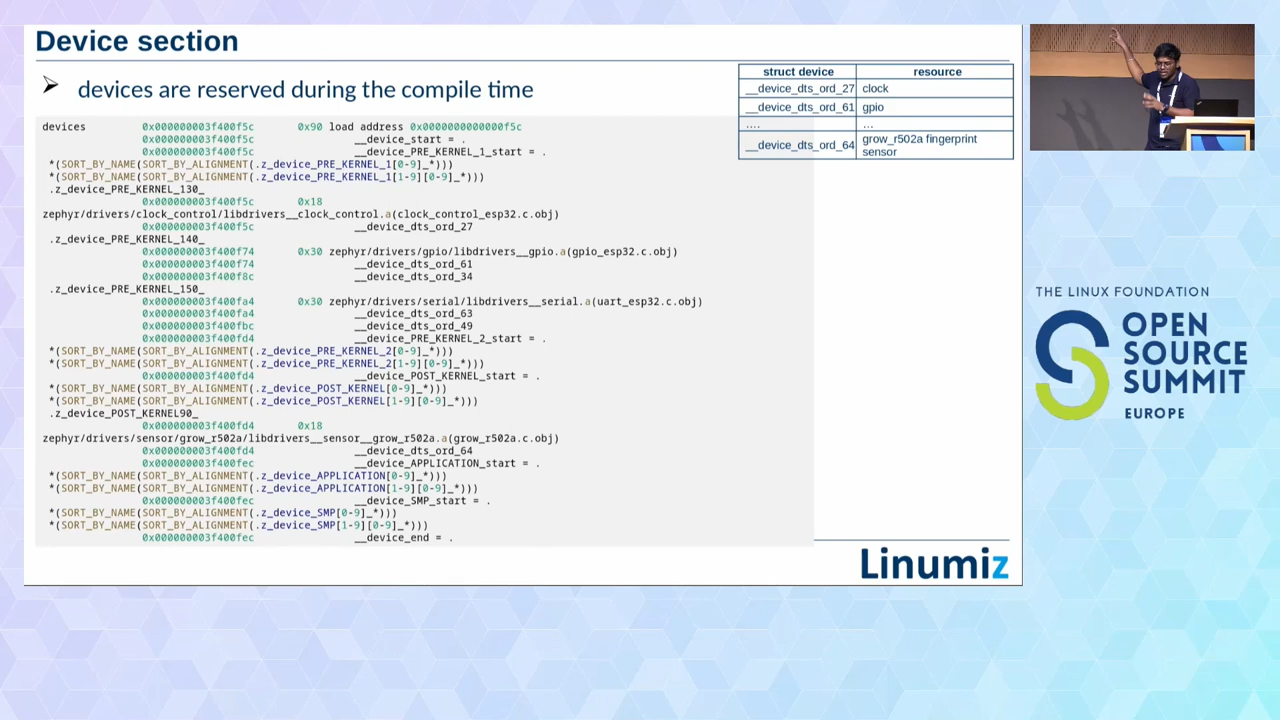 Device section
➢ devices are reserved during the compile time
struct device resource
__device_dts_ord_27 clock
__device_dts_ord_61 gpio
.... ...
__device_dts_ord_64 grow_r502a fingerprint
sensor
devices 0x000000003f400f5c 0x90 load address 0x0000000000000f5c
0x000000003f400f5c __device_start = .
0x000000003f400f5c __device_PRE_KERNEL_1_start = .
*(SORT_BY_NAME(SORT_BY_ALIGNMENT(.z_device_PRE_KERNEL_1[0-9]_*)))
*(SORT_BY_NAME(SORT_BY_ALIGNMENT(.z_device_PRE_KERNEL_1[1-9][0-9]_*)))
.z_device_PRE_KERNEL_130_
0x000000003f400f5c 0x18
zephyr/drivers/clock_control/libdrivers__clock_control.a(clock_control_esp32.c.obj)
0x000000003f400f5c __device_dts_ord_27
.z_device_PRE_KERNEL_140_
0x000000003f400f74 0x30 zephyr/drivers/gpio/libdrivers__gpio.a(gpio_esp32.c.obj)
0x000000003f400f74 __device_dts_ord_61
0x000000003f400f8c __device_dts_ord_34
.z_device_PRE_KERNEL_150_
0x000000003f400fa4 0x30 zephyr/drivers/serial/libdrivers__serial.a(uart_esp32.c.obj)
0x000000003f400fa4 __device_dts_ord_63
0x000000003f400fbc __device_dts_ord_49
0x000000003f400fd4 __device_PRE_KERNEL_2_start = .
*(SORT_BY_NAME(SORT_BY_ALIGNMENT(.z_device_PRE_KERNEL_2[0-9]_*)))
*(SORT_BY_NAME(SORT_BY_ALIGNMENT(.z_device_PRE_KERNEL_2[1-9][0-9]_*)))
0x000000003f400fd4 __device_POST_KERNEL_start = .
*(SORT_BY_NAME(SORT_BY_ALIGNMENT(.z_device_POST_KERNEL[0-9]_*)))
*(SORT_BY_NAME(SORT_BY_ALIGNMENT(.z_device_POST_KERNEL[1-9][0-9]_*)))
.z_device_POST_KERNEL90_
0x000000003f400fd4 0x18
zephyr/drivers/sensor/grow_r502a/libdrivers__sensor__grow_r502a.a(grow_r502a.c.obj)
0x000000003f400fd4 __device_dts_ord_64
0x000000003f400fec __device_APPLICATION_start = .
*(SORT_BY_NAME(SORT_BY_ALIGNMENT(.z_device_APPLICATION[0-9]_*)))
*(SORT_BY_NAME(SORT_BY_ALIGNMENT(.z_device_APPLICATION[1-9][0-9]_*)))
0x000000003f400fec __device_SMP_start = .
*(SORT_BY_NAME(SORT_BY_ALIGNMENT(.z_device_SMP[0-9]_*)))
*(SORT_BY_NAME(SORT_BY_ALIGNMENT(.z_device_SMP[1-9][0-9]_*)))
0x000000003f400fec __device_end = .
Linumiz
THE LINUX FOUNDATION
OPEN
SOURCE
SUMMIT
EUROPE